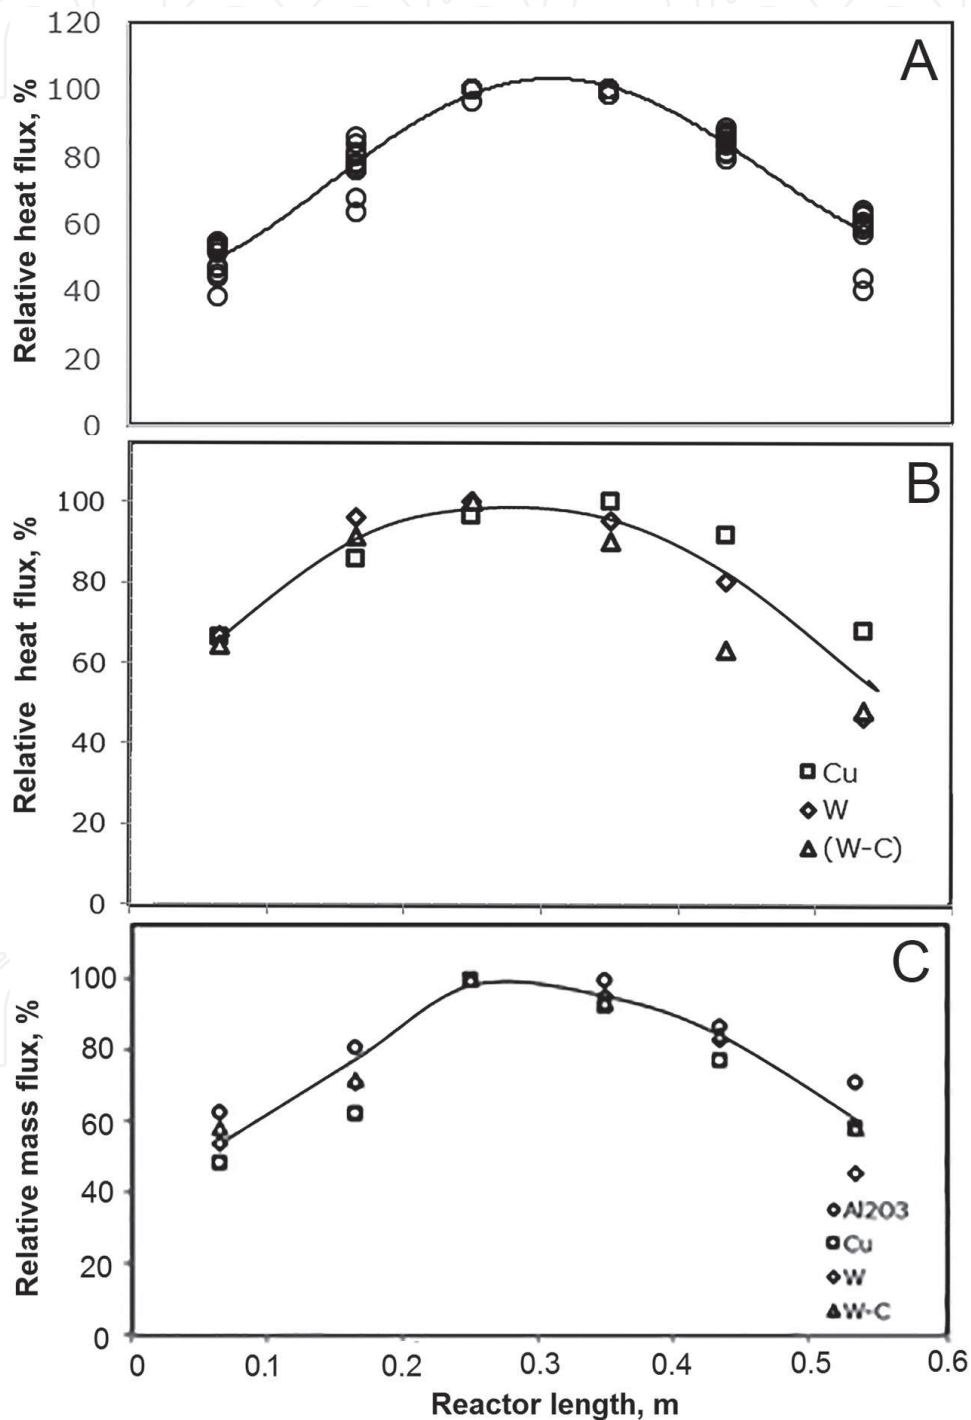 A
Relative heat flux, %
120
100
80
60
40
20
0
B
Relative heat flux, %
100
80
60
40
20
0
Cu
W
(W-C)
C
Relative mass flux, %
100
80
60
40
20
0
Al2O3
Cu
W
W-C
0 0.1 0.2 0.3 0.4 0.5 0.6
Reactor length, m